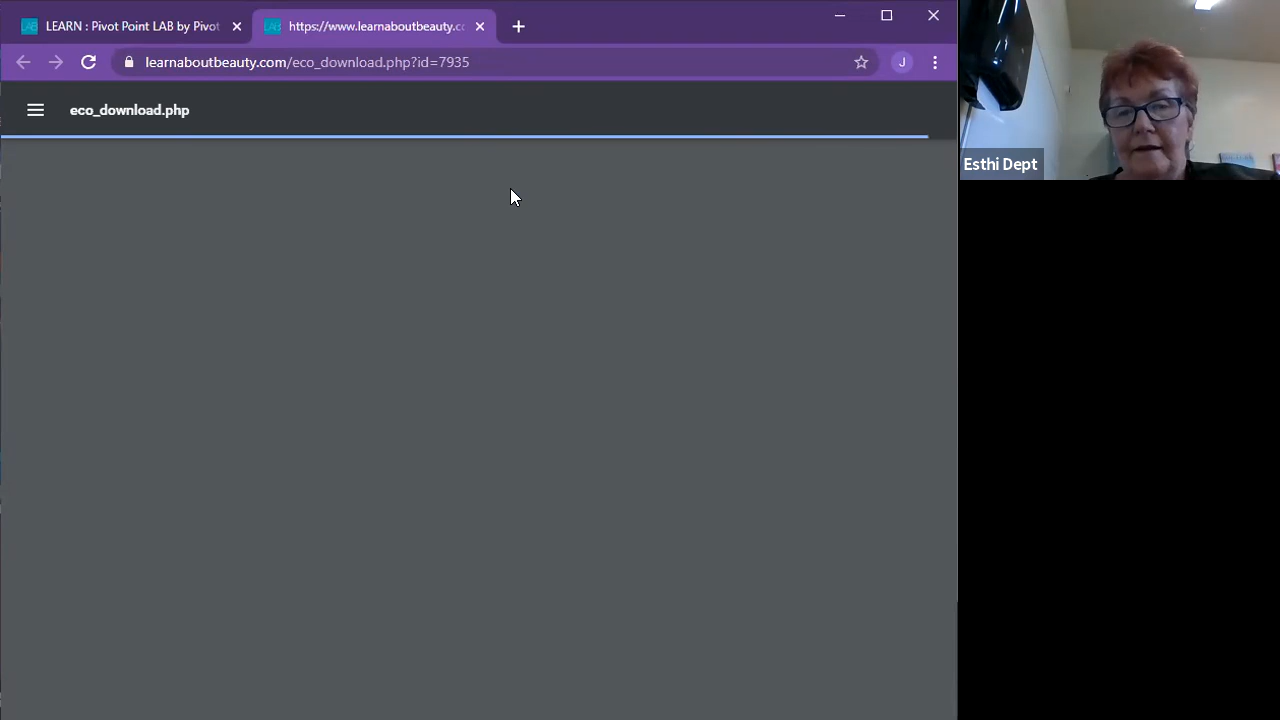 LEARN : Pivot Point LAB by Pivot
https://www.learnaboutbeauty.co
learnaboutbeauty.com/eco_download.php?id=7935
J
eco_download.php
Esthi Dept